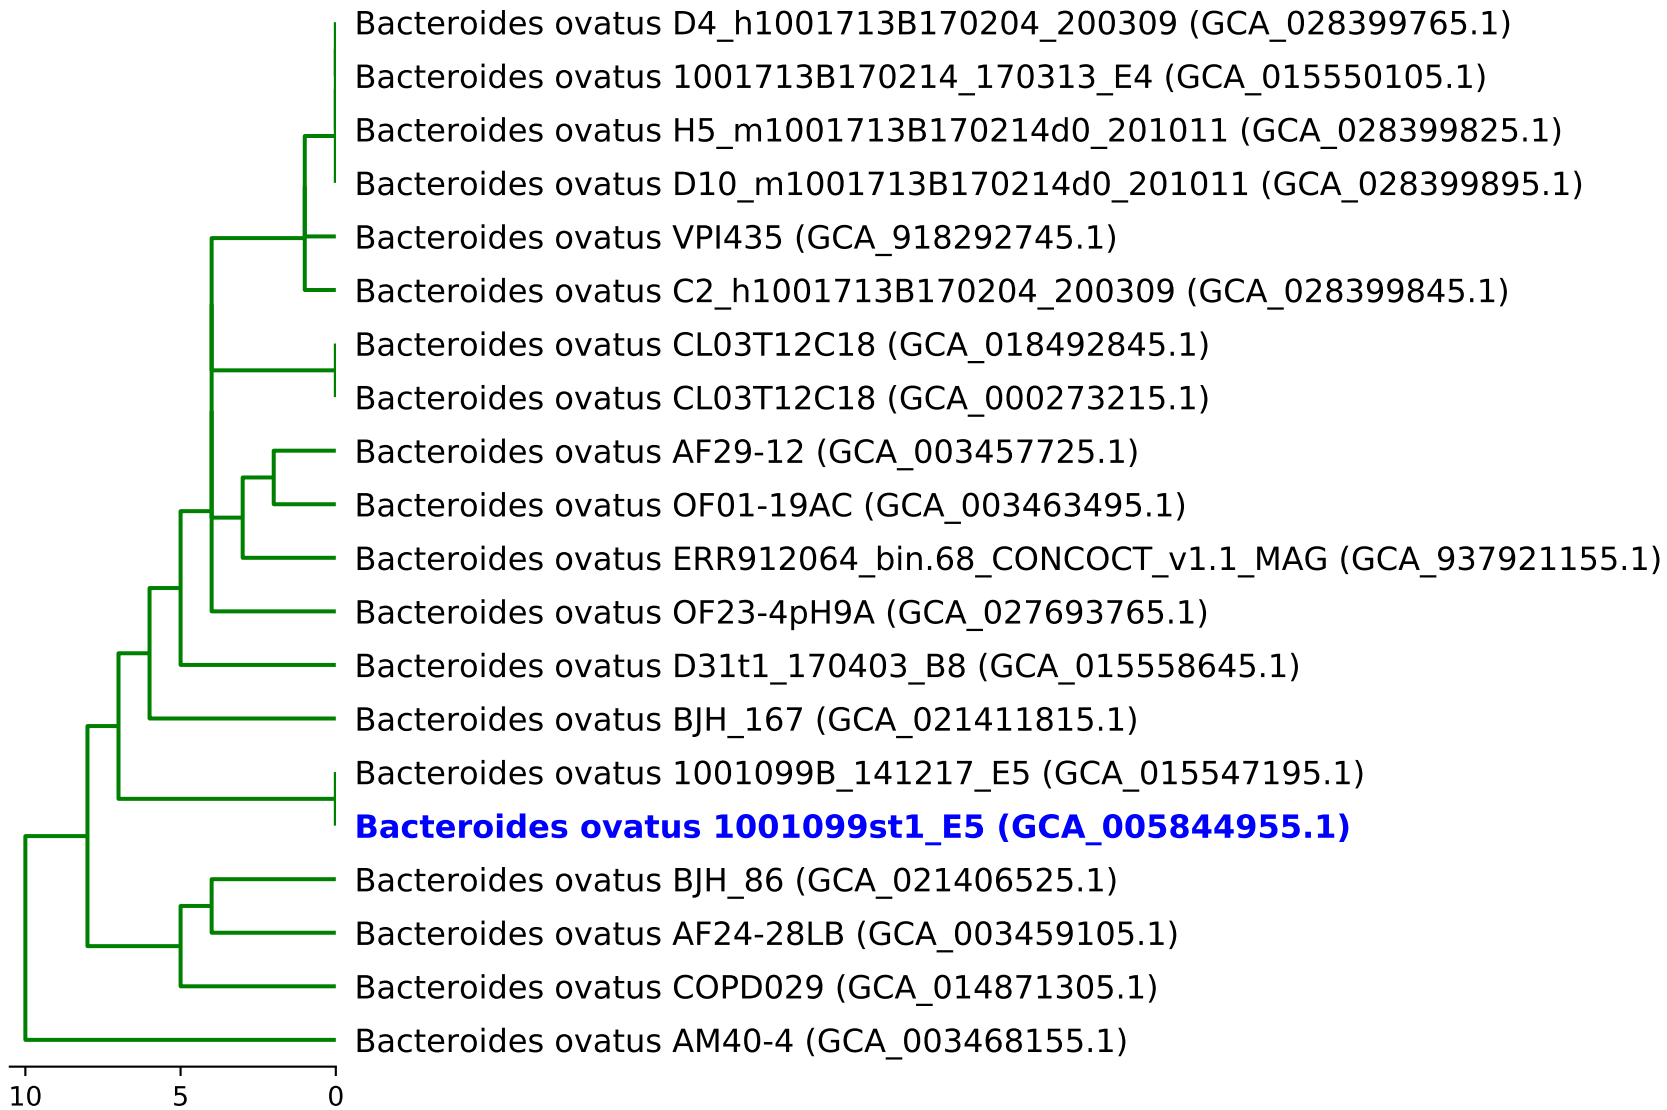 Bacteroides ovatus D4_h1001713B170204_200309 (GCA_028399765.1)
Bacteroides ovatus 1001713B170214_170313_E4 (GCA_015550105.1)
Bacteroides ovatus H5_m1001713B170214d0_201011 (GCA_028399825.1)
Bacteroides ovatus D10_m1001713B170214d0_201011 (GCA_028399895.1)
Bacteroides ovatus VPI435 (GCA_918292745.1)
Bacteroides ovatus C2_h1001713B170204_200309 (GCA_028399845.1)
Bacteroides ovatus CL03T12C18 (GCA_018492845.1)
Bacteroides ovatus CL03T12C18 (GCA_000273215.1)
Bacteroides ovatus AF29-12 (GCA_003457725.1)
Bacteroides ovatus OF01-19AC (GCA_003463495.1)
Bacteroides ovatus ERR912064_bin.68_CONCOCT_v1.1_MAG (GCA_937921155.1)
Bacteroides ovatus OF23-4pH9A (GCA_027693765.1)
Bacteroides ovatus D31t1_170403_B8 (GCA_015558645.1)
Bacteroides ovatus BJH_167 (GCA_021411815.1)
Bacteroides ovatus 1001099B_141217_E5 (GCA_015547195.1)
Bacteroides ovatus 1001099st1_E5 (GCA_005844955.1)
Bacteroides ovatus BJH_86 (GCA_021406525.1)
Bacteroides ovatus AF24-28LB (GCA_003459105.1)
Bacteroides ovatus COPD029 (GCA_014871305.1)
Bacteroides ovatus AM40-4 (GCA_003468155.1)
10 5 0